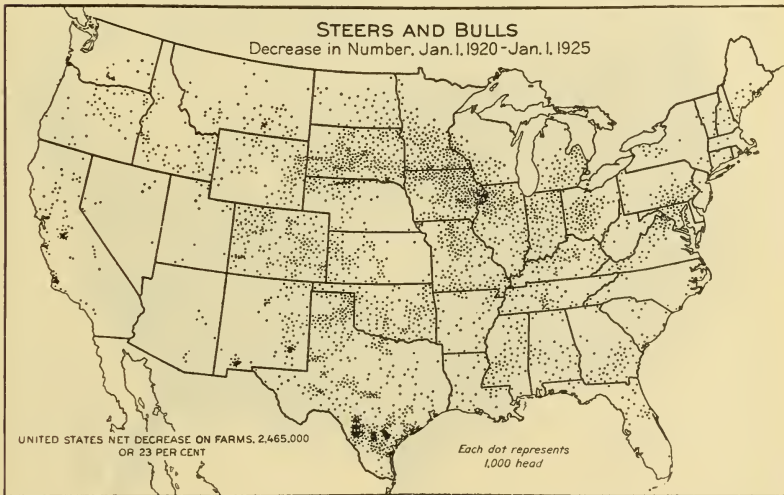 STEERS AND BULLS
Decrease in Number, Jan. 1, 1920 - Jan. 1, 1925
UNITED STATES NET DECREASE ON FARMS, 2,465,000
OR 23 PER CENT
Each dot represents
1,000 head